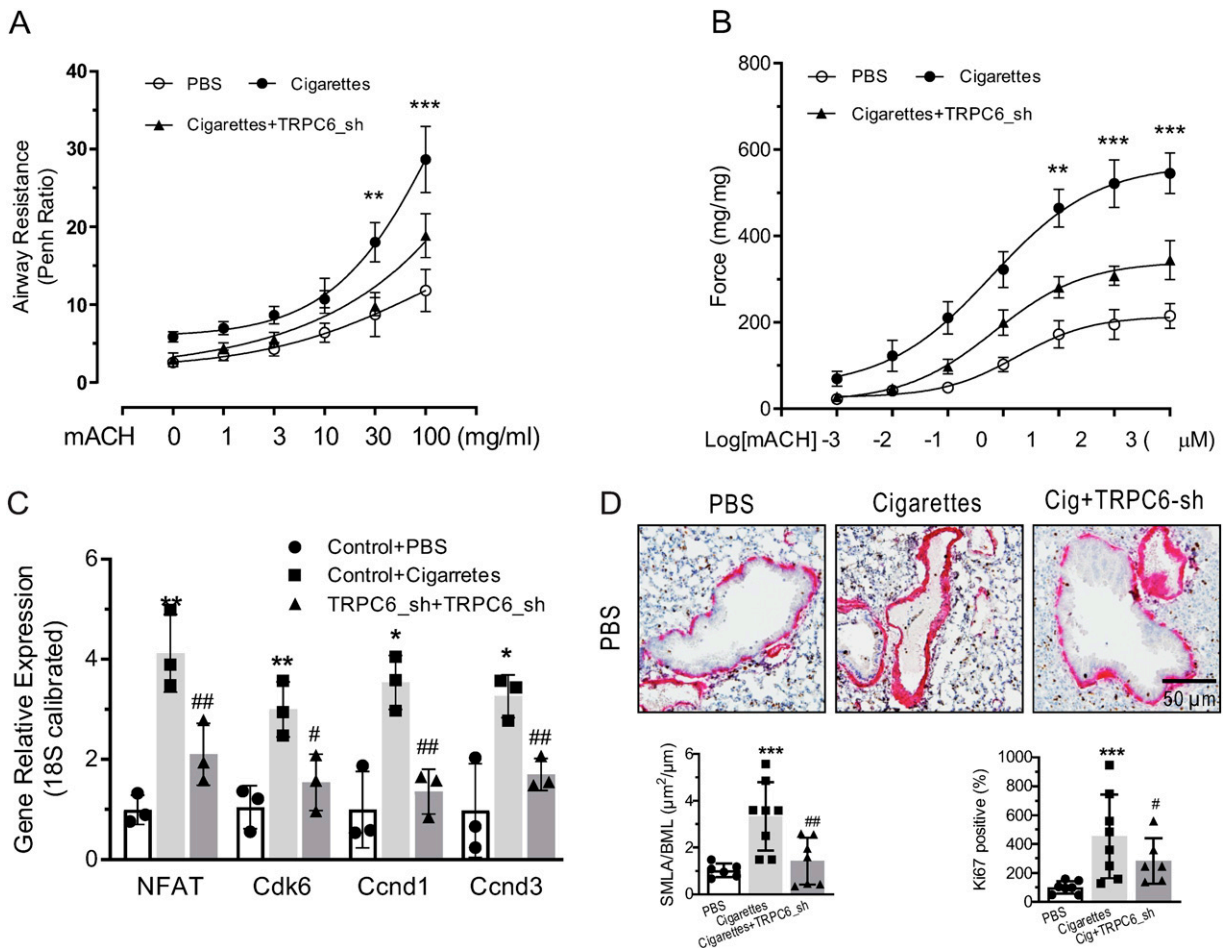 A
40
30
20
10
0
Airway Resistance
(Penh Ratio)
PBS
Cigarettes
Cigarettes+TRPC6_sh
**
***
mACH
0
1
3
10
30
100 (mg/ml)
B
800
600
400
200
0
Force (mg/mg)
PBS
Cigarettes
Cigarettes+TRPC6_sh
**
***
***
Log[mACH]
-3
-2
-1
0
1
2
3 (
μM)
C
6
4
2
0
Gene Relative Expression
(18S calibrated)
Control+PBS
Control+Cigarretes
TRPC6_sh+TRPC6_sh
**
##
**
#
*
##
*
##
NFAT
Cdk6
Ccnd1
Ccnd3
D
PBS
Cigarettes
Cig+TRPC6-sh
PBS
50 μm
SMLA/BML (μm²/μm)
6
4
2
0
***
##
PBS
Cigarettes
Cigarettes+TRPC6_sh
Ki67 positive (%)
1000
800
600
400
200
0
***
#
PBS
Cigarettes
Cig+TRPC6_sh